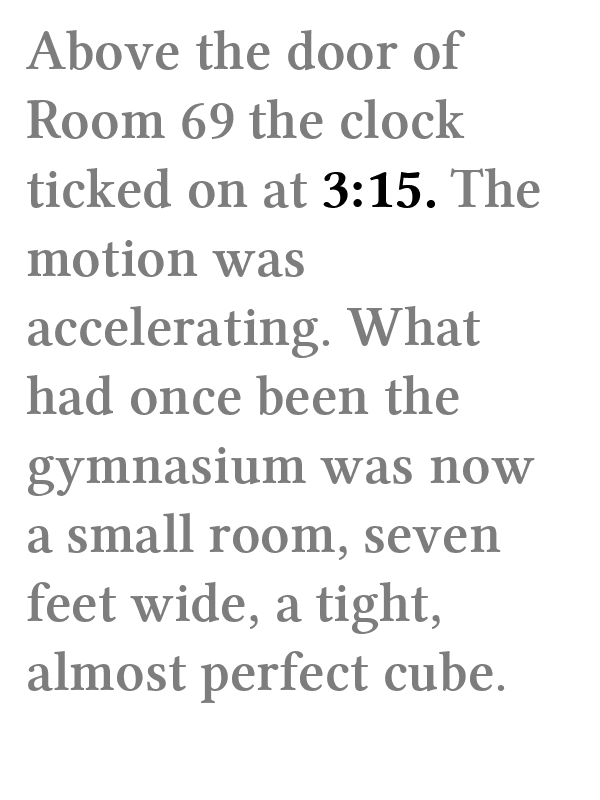 Above the door of
Room 69 the clock
ticked on at 3:15. The
motion was
accelerating. What
had once been the
gymnasium was now
a small room, seven
feet wide, a tight,
almost perfect cube.